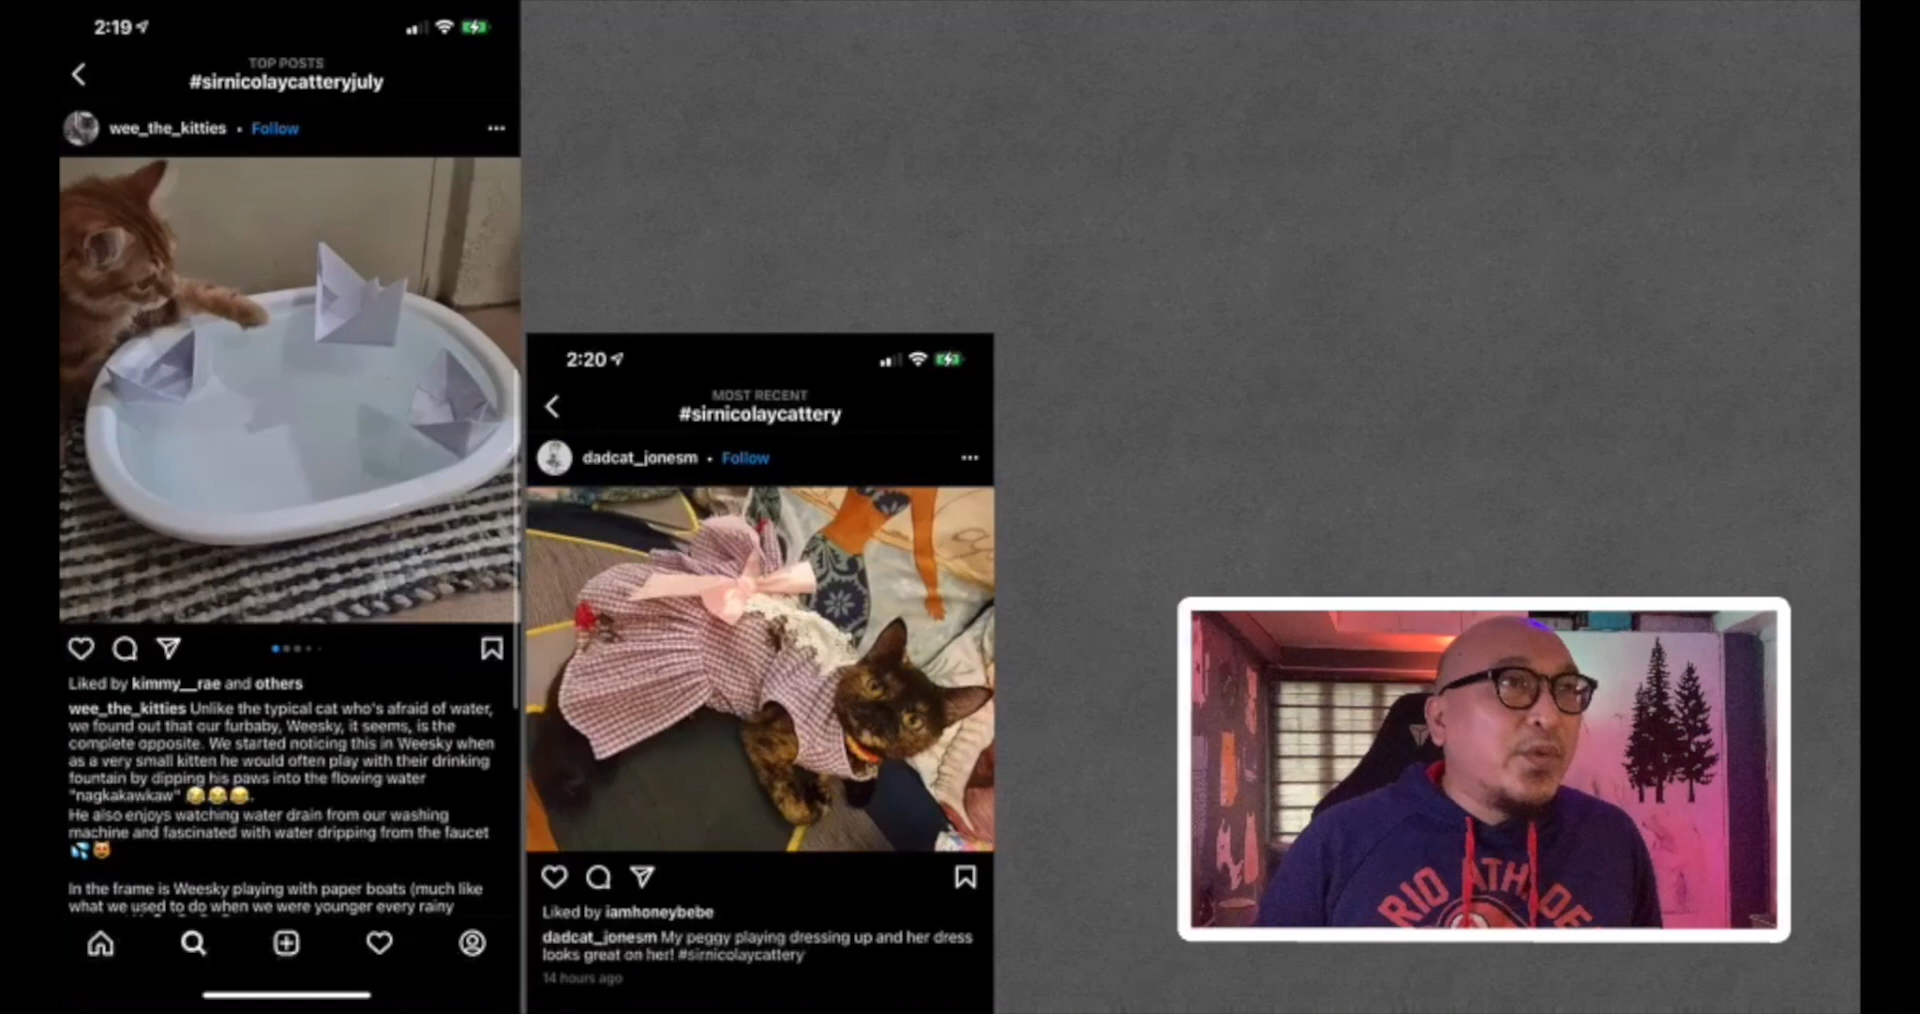 2:19
TOP POSTS
#sirnicolaycatteryjuly
wee_the_kitties • Follow
Liked by kimmy__rae and others
wee_the_kitties Unlike the typical cat who's afraid of water,
we found out that our furbaby, Weesky, it seems, is the
complete opposite. We started noticing this in Weesky when
as a very small kitten he would often play with their drinking
fountain by dipping his paws into the flowing water
"nagkakawkaw" 😂😂😂.
He also enjoys watching water drain from our washing
machine and fascinated with water dripping from the faucet
💦😻
In the frame is Weesky playing with paper boats (much like
what we used to do when we were younger every rainy
2:20
MOST RECENT
#sirnicolaycattery
dadcat_jonesm • Follow
Liked by iamhoneybebe
dadcat_jonesm My peggy playing dressing up and her dress
looks great on her! #sirnicolaycattery
14 hours ago
RIO ATH DE